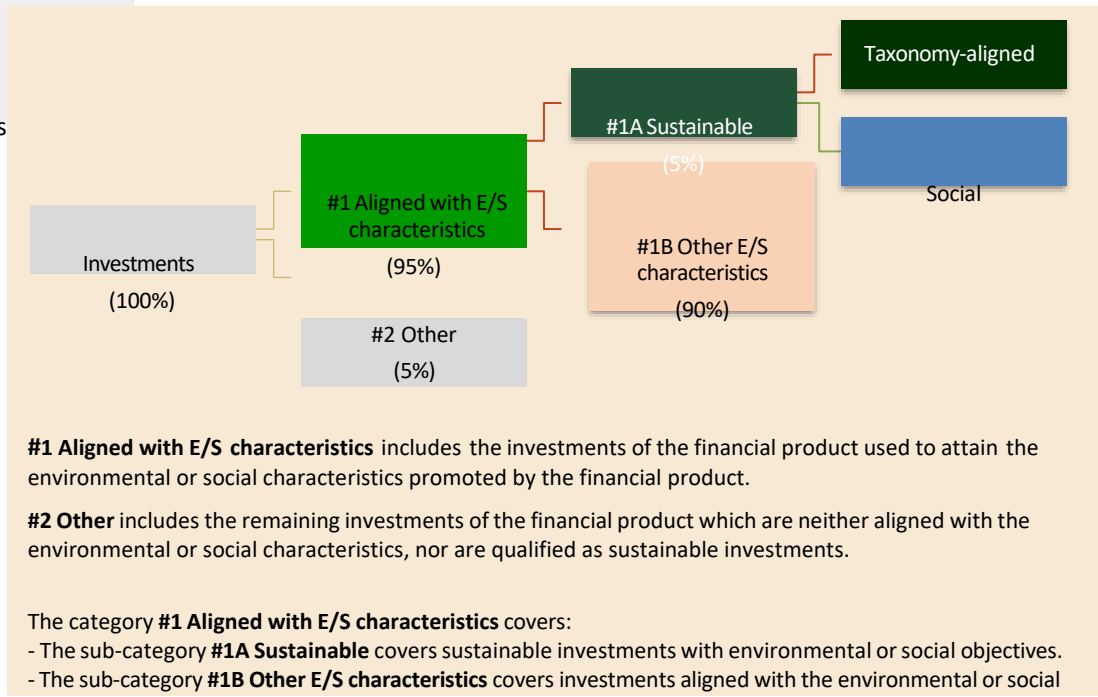 s
Taxonomy-aligned
#1A Sustainable
(5%)
Social
#1 Aligned with E/S
characteristics
(95%)
#1B Other E/S
characteristics
(90%)
Investments
(100%)
#2 Other
(5%)
#1 Aligned with E/S characteristics includes the investments of the financial product used to attain the
environmental or social characteristics promoted by the financial product.
#2 Other includes the remaining investments of the financial product which are neither aligned with the
environmental or social characteristics, nor are qualified as sustainable investments.
The category #1 Aligned with E/S characteristics covers:
- The sub-category #1A Sustainable covers sustainable investments with environmental or social objectives.
- The sub-category #1B Other E/S characteristics covers investments aligned with the environmental or social